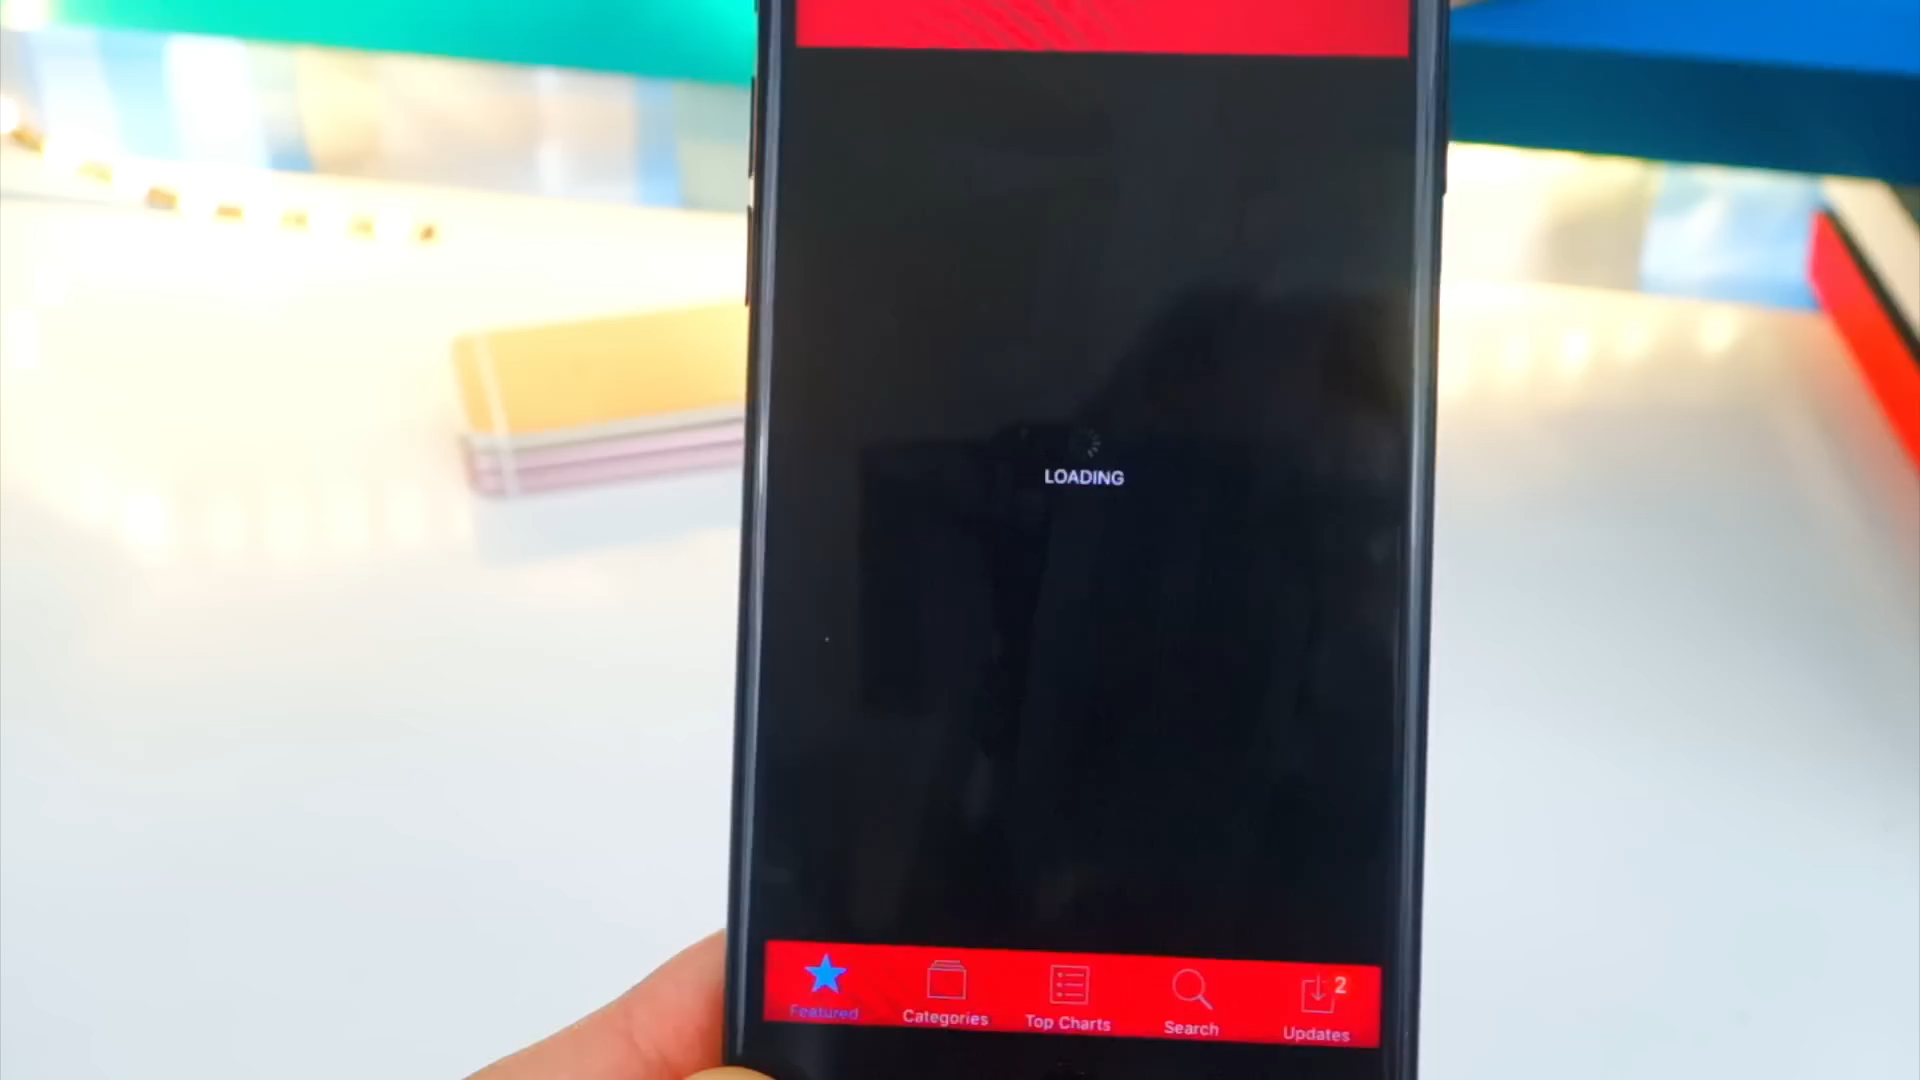 LOADING
Featured
Categories
Top Charts
Search
2
Updates